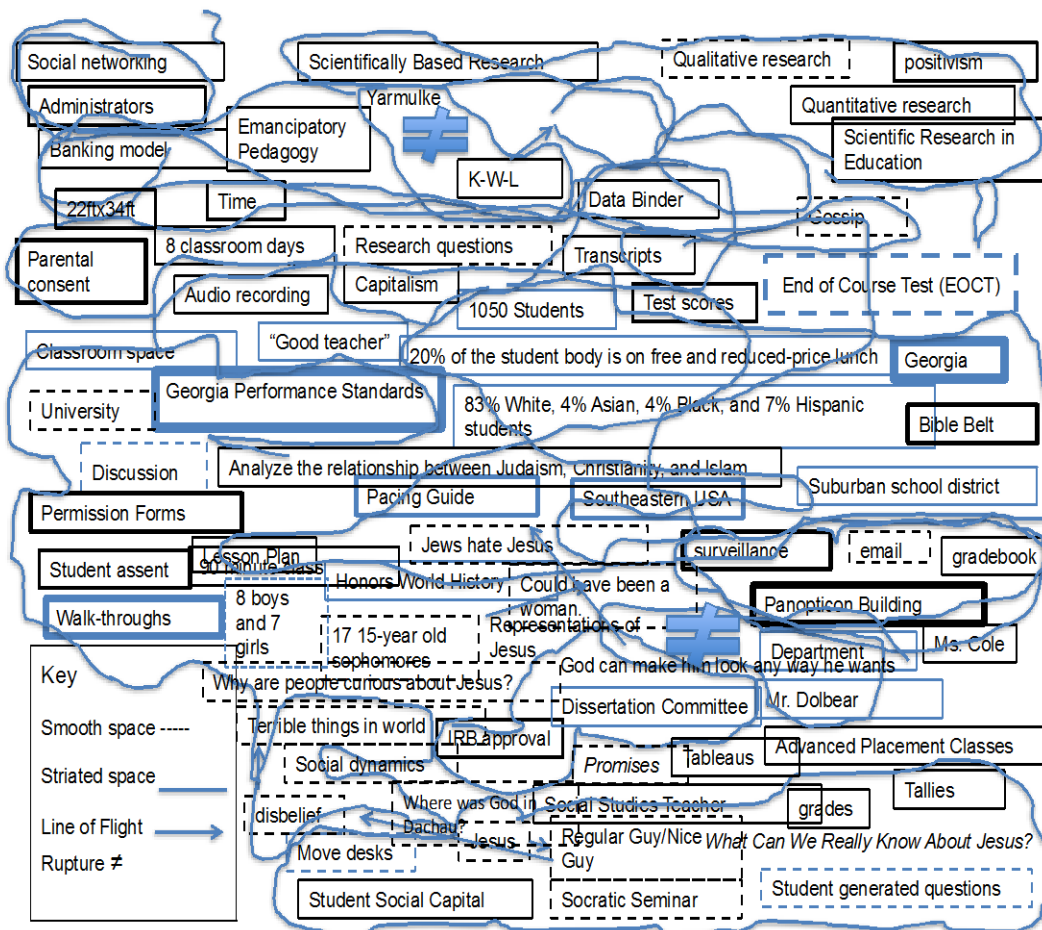 Social networking
Scientifically Based Research
Qualitative research
positivism
Administrators
Yarmulke
Quantitative research
Emancipatory
Pedagogy
Scientific Research in
Education
Banking model
K-W-L
Data Binder
22ftx34ft
Time
Gossip
8 classroom days
Research questions
Transcripts
Parental
consent
Audio recording
Capitalism
1050 Students
Test scores
End of Course Test (EOCT)
Classroom space
"Good teacher"
20% of the student body is on free and reduced-price lunch
Georgia
Georgia Performance Standards
University
83% White, 4% Asian, 4% Black, and 7% Hispanic
students
Bible Belt
Discussion
Analyze the relationship between Judaism, Christianity, and Islam
Pacing Guide
Southeastern USA
Suburban school district
Permission Forms
Jews hate Jesus
surveillance
email
gradebook
Lesson Plan
Student assent
90 minute class
Honors World History
Could have been a
woman.
Panopticon Building
Walk-throughs
8 boys
and 7
girls
17 15-year old
sophomores
Representations of
Jesus
Department
Ms. Cole
God can make him look any way he wants
Why are people curious about Jesus?
Dissertation Committee
Mr. Dolbear
Key
Smooth space -----
Striated space
Line of Flight
Rupture ≠
Terrible things in world
IRB approval
Social dynamics
Promises
Tableaus
Advanced Placement Classes
Tallies
disbelief
Where was God in
Dachau?
Social Studies Teacher
grades
Jesus
Regular Guy/Nice
Guy
What Can We Really Know About Jesus?
Move desks
Student Social Capital
Socratic Seminar
Student generated questions